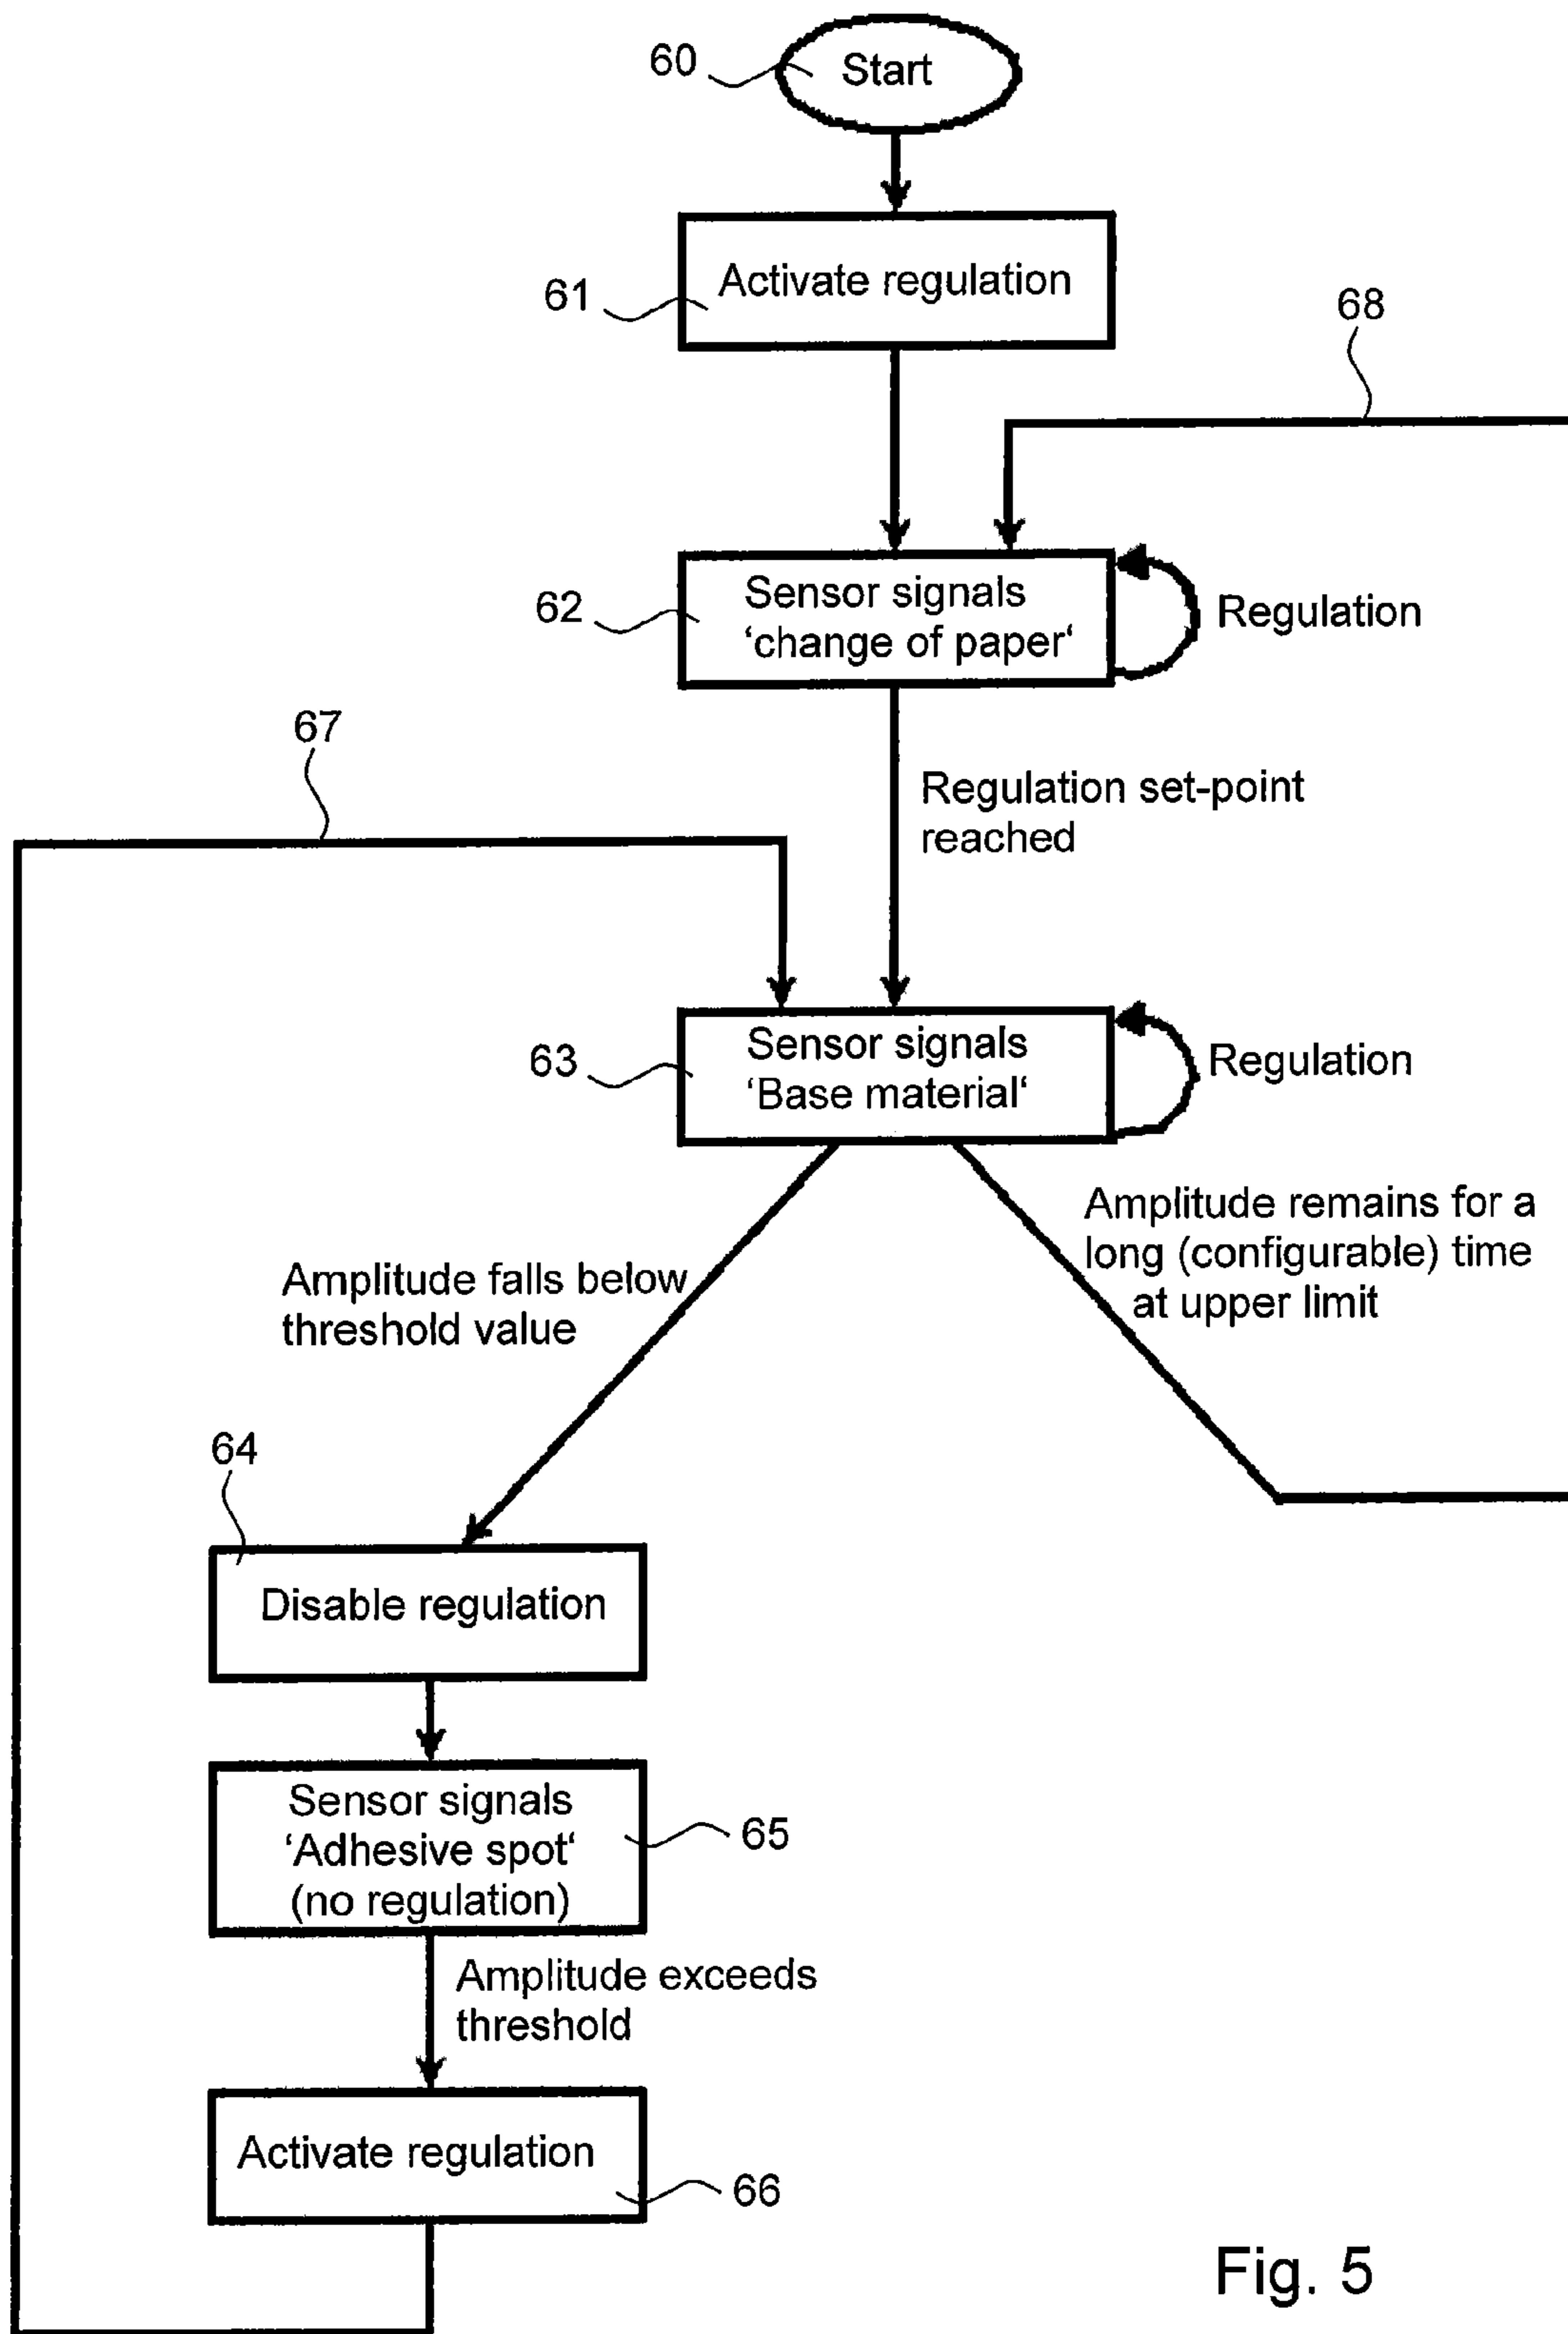 60
Start
61
Activate regulation
68
62
Sensor signals
‘change of paper‘
Regulation
67
Regulation set-point
reached
63
Sensor signals
‘Base material‘
Regulation
Amplitude falls below
threshold value
Amplitude remains for a
long (configurable) time
at upper limit
64
Disable regulation
Sensor signals
‘Adhesive spot‘
(no regulation)
65
Amplitude exceeds
threshold
Activate regulation
66
Fig. 5